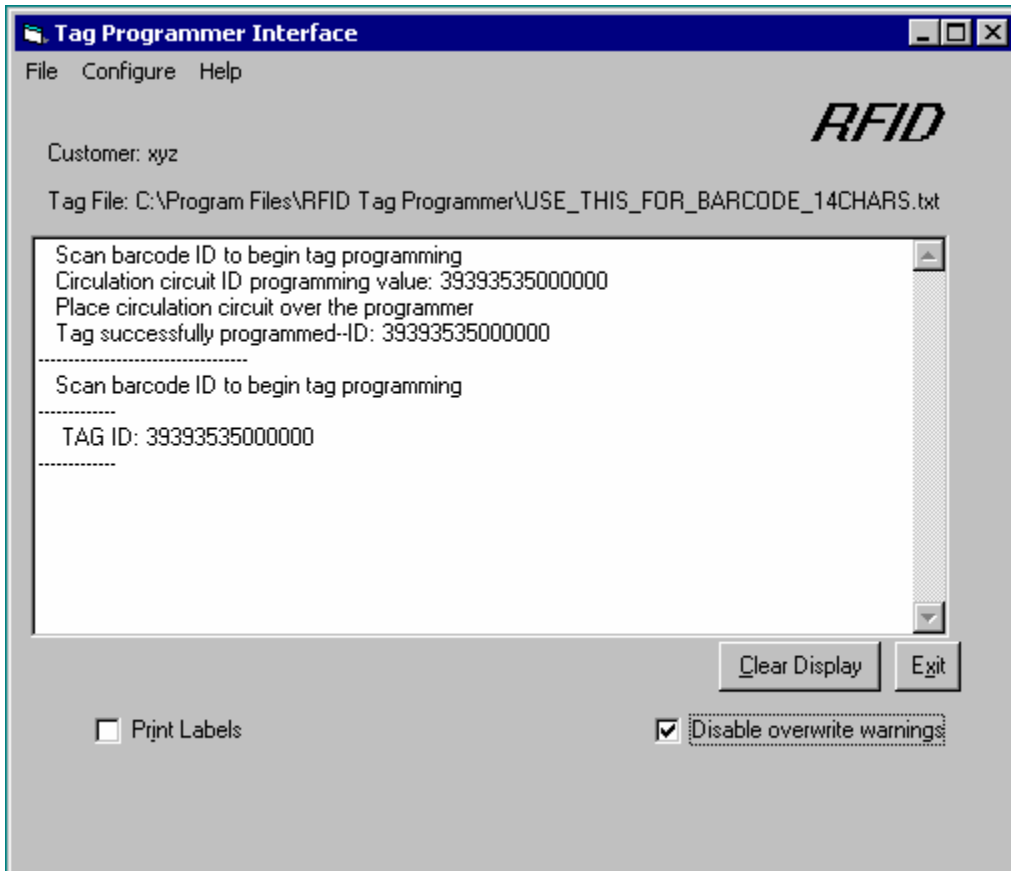 Tag Programmer Interface
File Configure Help
RFID
Customer: xyz
Tag File: C:\Program Files\RFID Tag Programmer\USE_THIS_FOR_BARCODE_14CHARS.txt
Scan barcode ID to begin tag programming
Circulation circuit ID programming value: 39393535000000
Place circulation circuit over the programmer
Tag successfully programmed--ID: 39393535000000
-----------------------------------
Scan barcode ID to begin tag programming
-------------
TAG ID: 39393535000000
-------------
Clear Display Exit
Print Labels Disable overwrite warnings